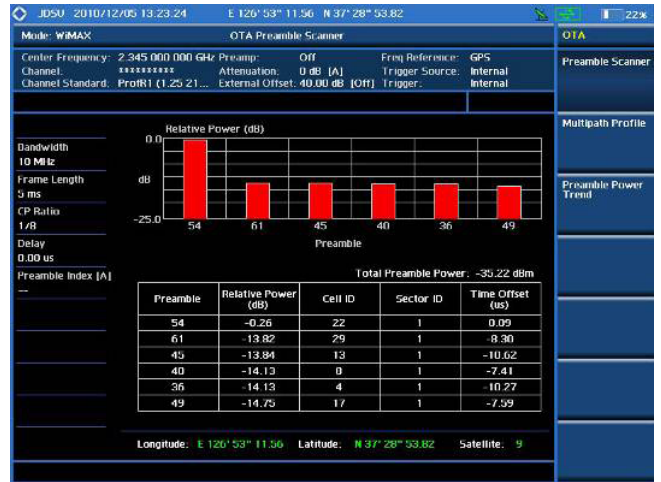 JDSU 2010/12/05 13:23:24 E 126° 53" 11.56 N 37° 28" 53.82 22%
Mode: WiMAX OTA Preamble Scanner OTA
Center Frequency: 2.345 000 000 GHz Preamp: Off Freq Reference: GPS
Channel: ********** Attenuation: 0 dB [A] Trigger Source: Internal
Channel Standard: ProfR1 (1.25 21... External Offset: 40.00 dB [Off] Trigger: Internal
Preamble Scanner
Multipath Profile
Preamble Power
Trend
Bandwidth
10 MHz
Frame Length
5 ms
CP Ratio
1/8
Delay
0.00 us
Preamble Index [A]
--
Relative Power (dB)
0.0
dB
-25.0
54 61 45 40 36 49
Preamble
Total Preamble Power: -35.22 dBm
Preamble Relative Power (dB) Cell ID Sector ID Time Offset (us)
54 -0.26 22 1 0.09
61 -13.82 29 1 -8.30
45 -13.84 13 1 -10.62
40 -14.13 8 1 -7.41
36 -14.13 4 1 -10.27
49 -14.75 17 1 -7.59
Longitude: E 126° 53" 11.56 Latitude: N 37° 28" 53.82 Satellite: 9